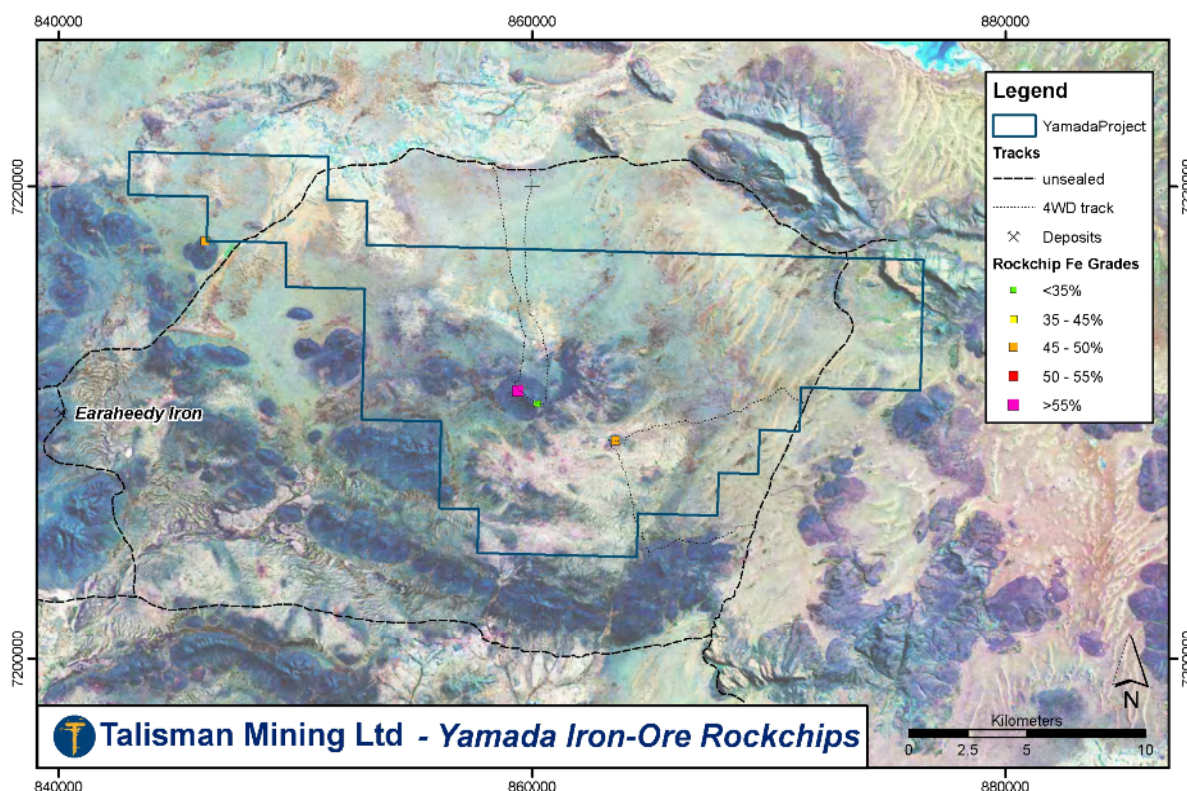 840000
860000
880000
7220000
7220000
Legend
YamadaProject
Tracks
unsealed
4WD track
Deposits
Rockchip Fe Grades
<35%
35 - 45%
45 - 50%
50 - 55%
>55%
Earaheedy Iron
7200000
7200000
N
Kilometers
0 2.5 5 10
Talisman Mining Ltd - Yamada Iron-Ore Rockchips
840000
860000
880000